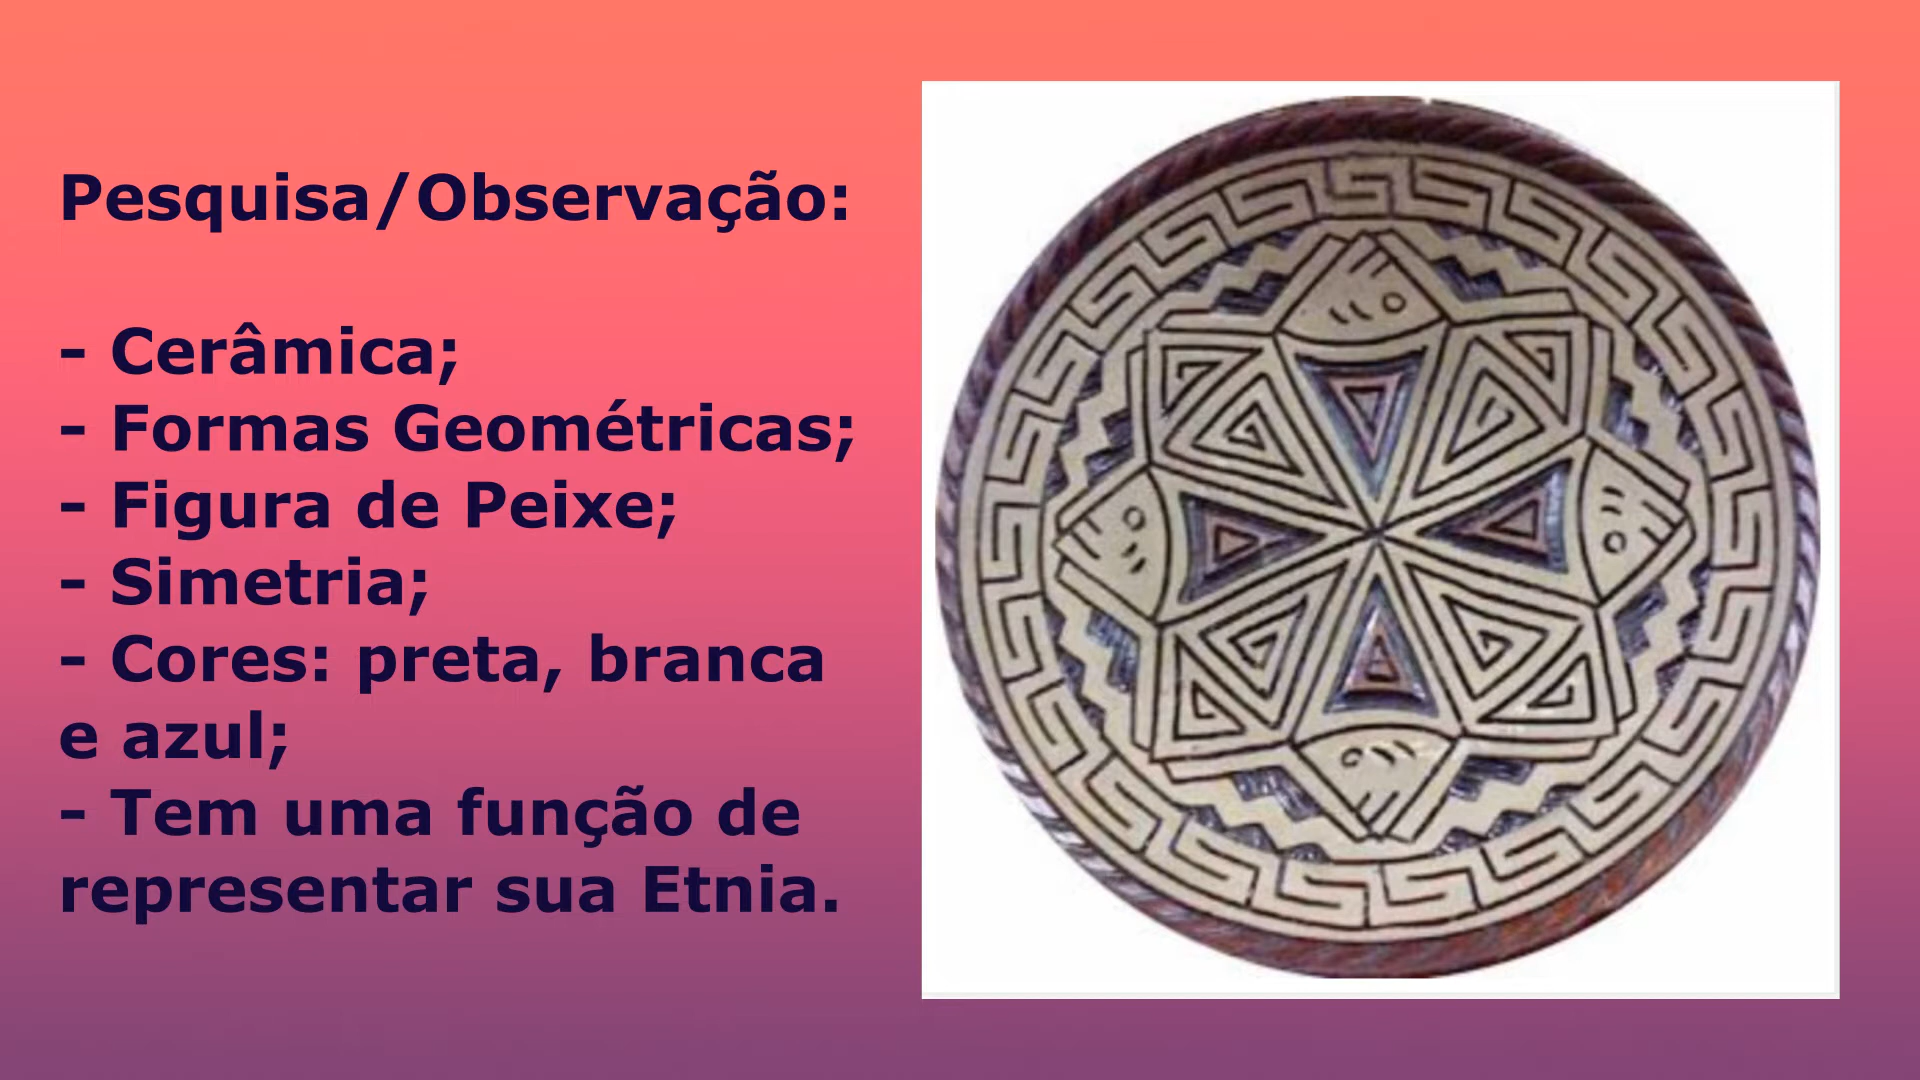 Pesquisa/Observação:
- Cerâmica;
- Formas Geométricas;
- Figura de Peixe;
- Simetria;
- Cores: preta, branca
e azul;
- Tem uma função de
representar sua Etnia.